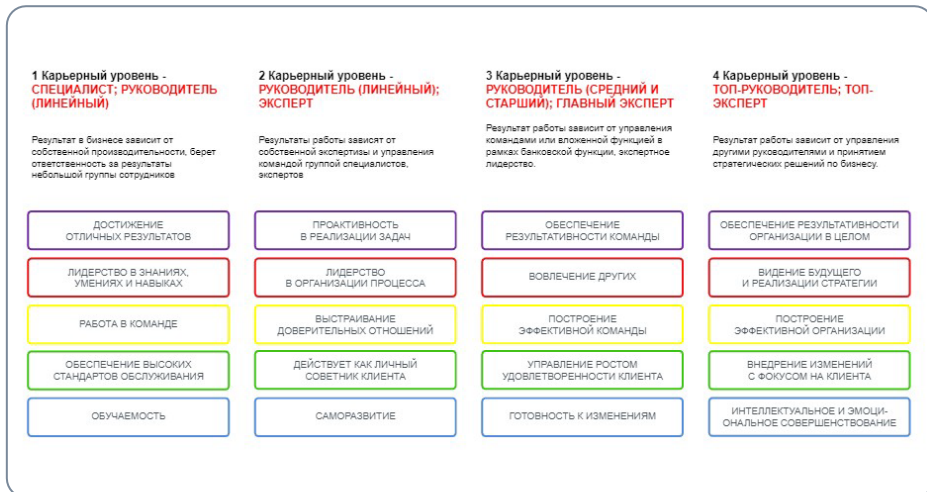 1 Карьерный уровень -
СПЕЦИАЛИСТ; РУКОВОДИТЕЛЬ
(ЛИНЕЙНЫЙ)
Результат в бизнесе зависит от
собственной производительности, берет
ответственность за результаты
небольшой группы сотрудников
ДОСТИЖЕНИЕ
ОТЛИЧНЫХ РЕЗУЛЬТАТОВ
ЛИДЕРСТВО В ЗНАНИЯХ,
УМЕНИЯХ И НАВЫКАХ
РАБОТА В КОМАНДЕ
ОБЕСПЕЧЕНИЕ ВЫСОКИХ
СТАНДАРТОВ ОБСЛУЖИВАНИЯ
ОБУЧАЕМОСТЬ
2 Карьерный уровень -
РУКОВОДИТЕЛЬ (ЛИНЕЙНЫЙ);
ЭКСПЕРТ
Результаты работы зависят от
собственной экспертизы и управления
командой группой специалистов,
экспертов
ПРОАКТИВНОСТЬ
В РЕАЛИЗАЦИИ ЗАДАЧ
ЛИДЕРСТВО
В ОРГАНИЗАЦИИ ПРОЦЕССА
ВЫСТРАИВАНИЕ
ДОВЕРИТЕЛЬНЫХ ОТНОШЕНИЙ
ДЕЙСТВУЕТ КАК ЛИЧНЫЙ
СОВЕТНИК КЛИЕНТА
САМОРАЗВИТИЕ
3 Карьерный уровень -
РУКОВОДИТЕЛЬ (СРЕДНИЙ И
СТАРШИЙ); ГЛАВНЫЙ ЭКСПЕРТ
Результат работы зависит от управления
командами или вложенной функцией в
рамках банковской функции, экспертное
лидерство.
ОБЕСПЕЧЕНИЕ
РЕЗУЛЬТАТИВНОСТИ КОМАНДЫ
ВОВЛЕЧЕНИЕ ДРУГИХ
ПОСТРОЕНИЕ
ЭФФЕКТИВНОЙ КОМАНДЫ
УПРАВЛЕНИЕ РОСТОМ
УДОВЛЕТВОРЕННОСТИ КЛИЕНТА
ГОТОВНОСТЬ К ИЗМЕНЕНИЯМ
4 Карьерный уровень -
ТОП-РУКОВОДИТЕЛЬ; ТОП-
ЭКСПЕРТ
Результат работы зависит от управления
другими руководителями и принятием
стратегических решений по бизнесу.
ОБЕСПЕЧЕНИЕ РЕЗУЛЬТАТИВНОСТИ
ОРГАНИЗАЦИИ В ЦЕЛОМ
ВИДЕНИЕ БУДУЩЕГО
И РЕАЛИЗАЦИИ СТРАТЕГИИ
ПОСТРОЕНИЕ
ЭФФЕКТИВНОЙ ОРГАНИЗАЦИИ
ВНЕДРЕНИЕ ИЗМЕНЕНИЙ
С ФОКУСОМ НА КЛИЕНТА
ИНТЕЛЛЕКТУАЛЬНОЕ И ЭМОЦИ-
ОНАЛЬНОЕ СОВЕРШЕНСТВОВАНИЕ